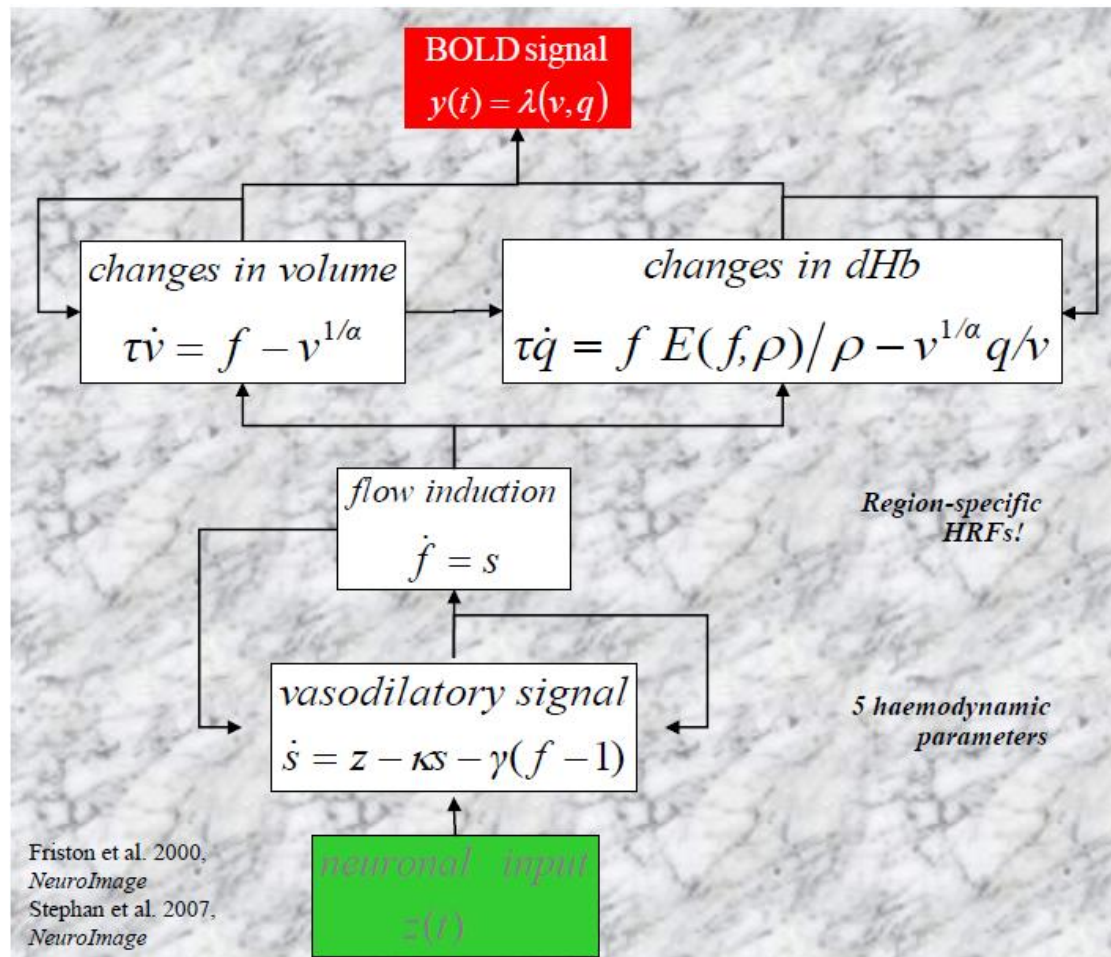 BOLD signal
y(t) = λ(v, q)
changes in volume
τv̇ = f − v^{1/α}
changes in dHb
τq̇ = f E(f,ρ)/ρ − v^{1/α} q/v
flow induction
ḟ = s
Region-specific
HRFs!
vasodilatory signal
ṡ = z − κs − γ(f − 1)
5 haemodynamic
parameters
neuronal input
z(t)
Friston et al. 2000,
NeuroImage
Stephan et al. 2007,
NeuroImage